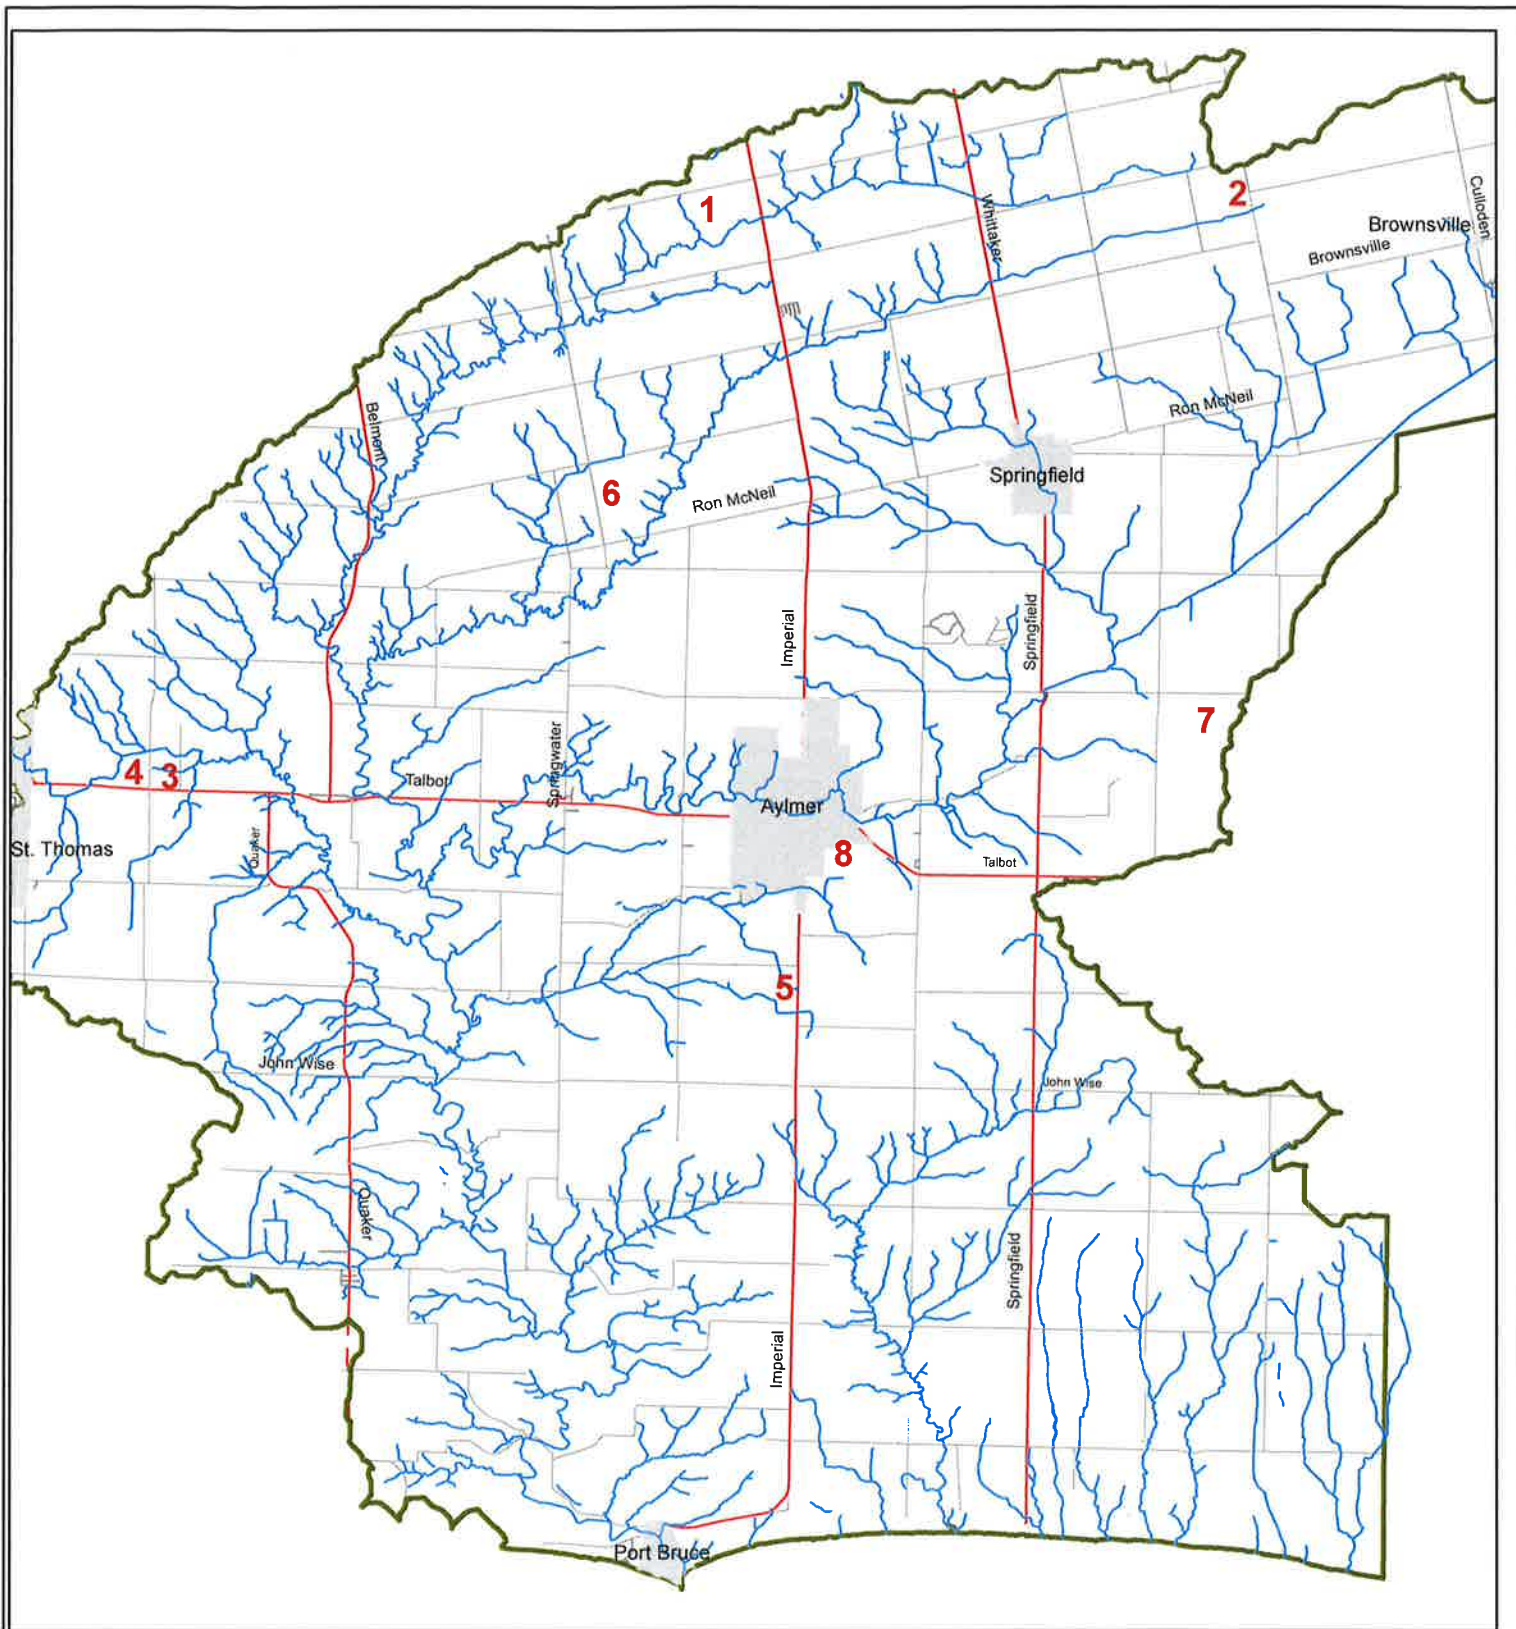 1
2
Culloden
Whittaker
Brownsville
Brownsville
Belmont
Ron McNeil
Springfield
6
Ron McNeil
Imperial
Springfield
7
Springwater
4
3
Talbot
Aylmer
Quaker
St. Thomas
8
Talbot
5
John Wise
John Wise
Quaker
Springfield
Imperial
Port Bruce